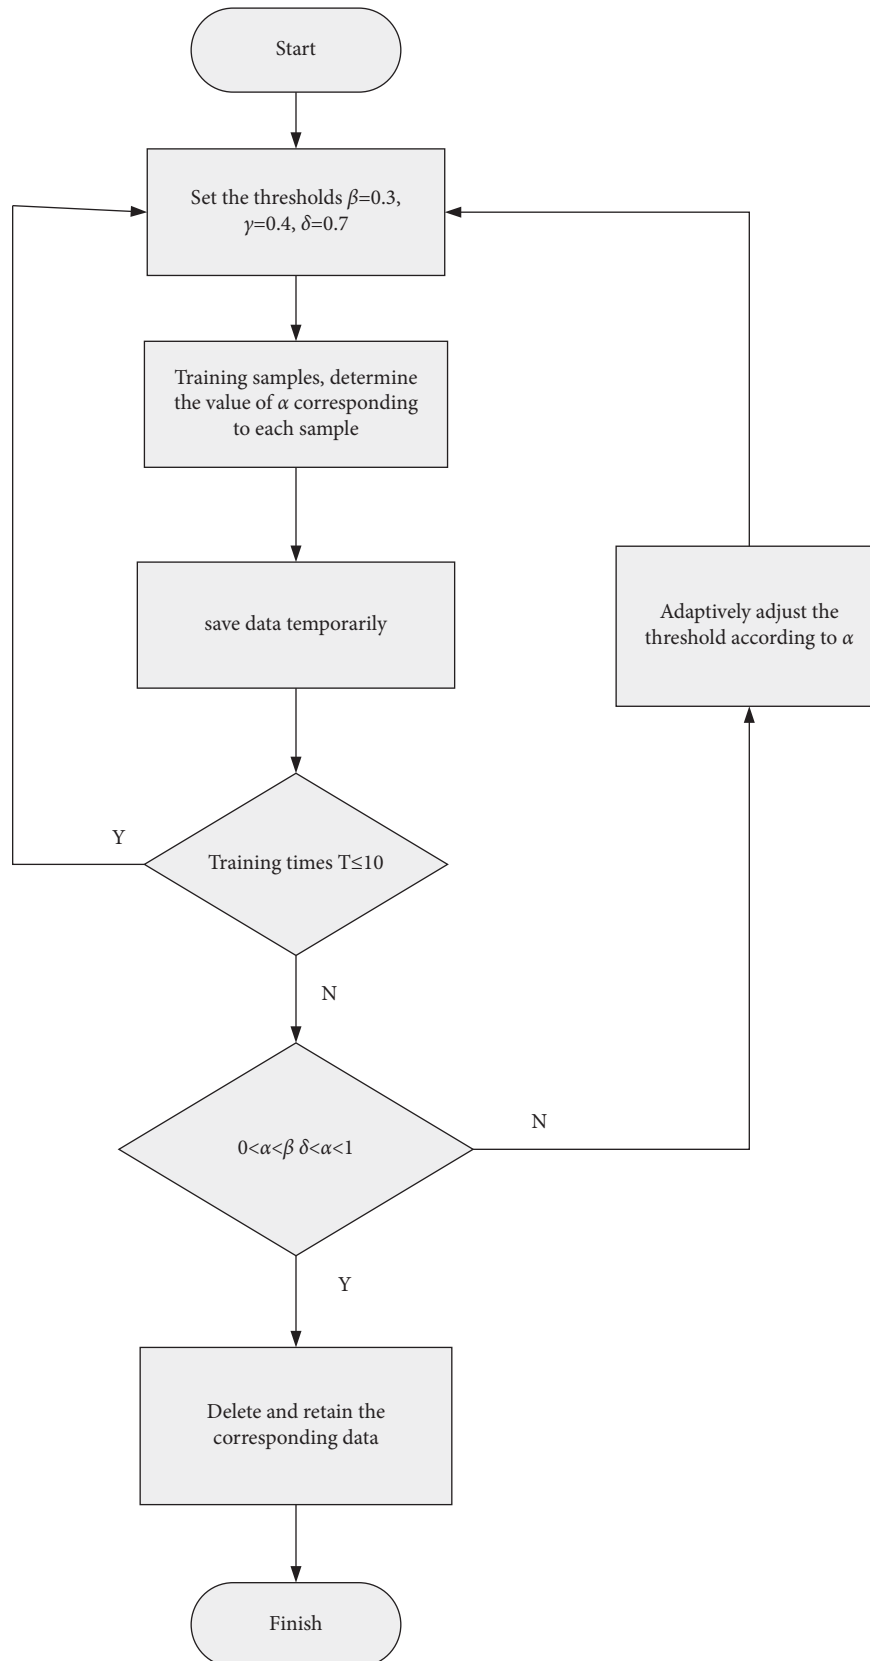 Start
Set the thresholds β=0.3,
γ=0.4, δ=0.7
Training samples, determine
the value of α corresponding
to each sample
save data temporarily
Adaptively adjust the
threshold according to α
Y
Training times T≤10
N
0<α<β δ<α<1
N
Y
Delete and retain the
corresponding data
Finish